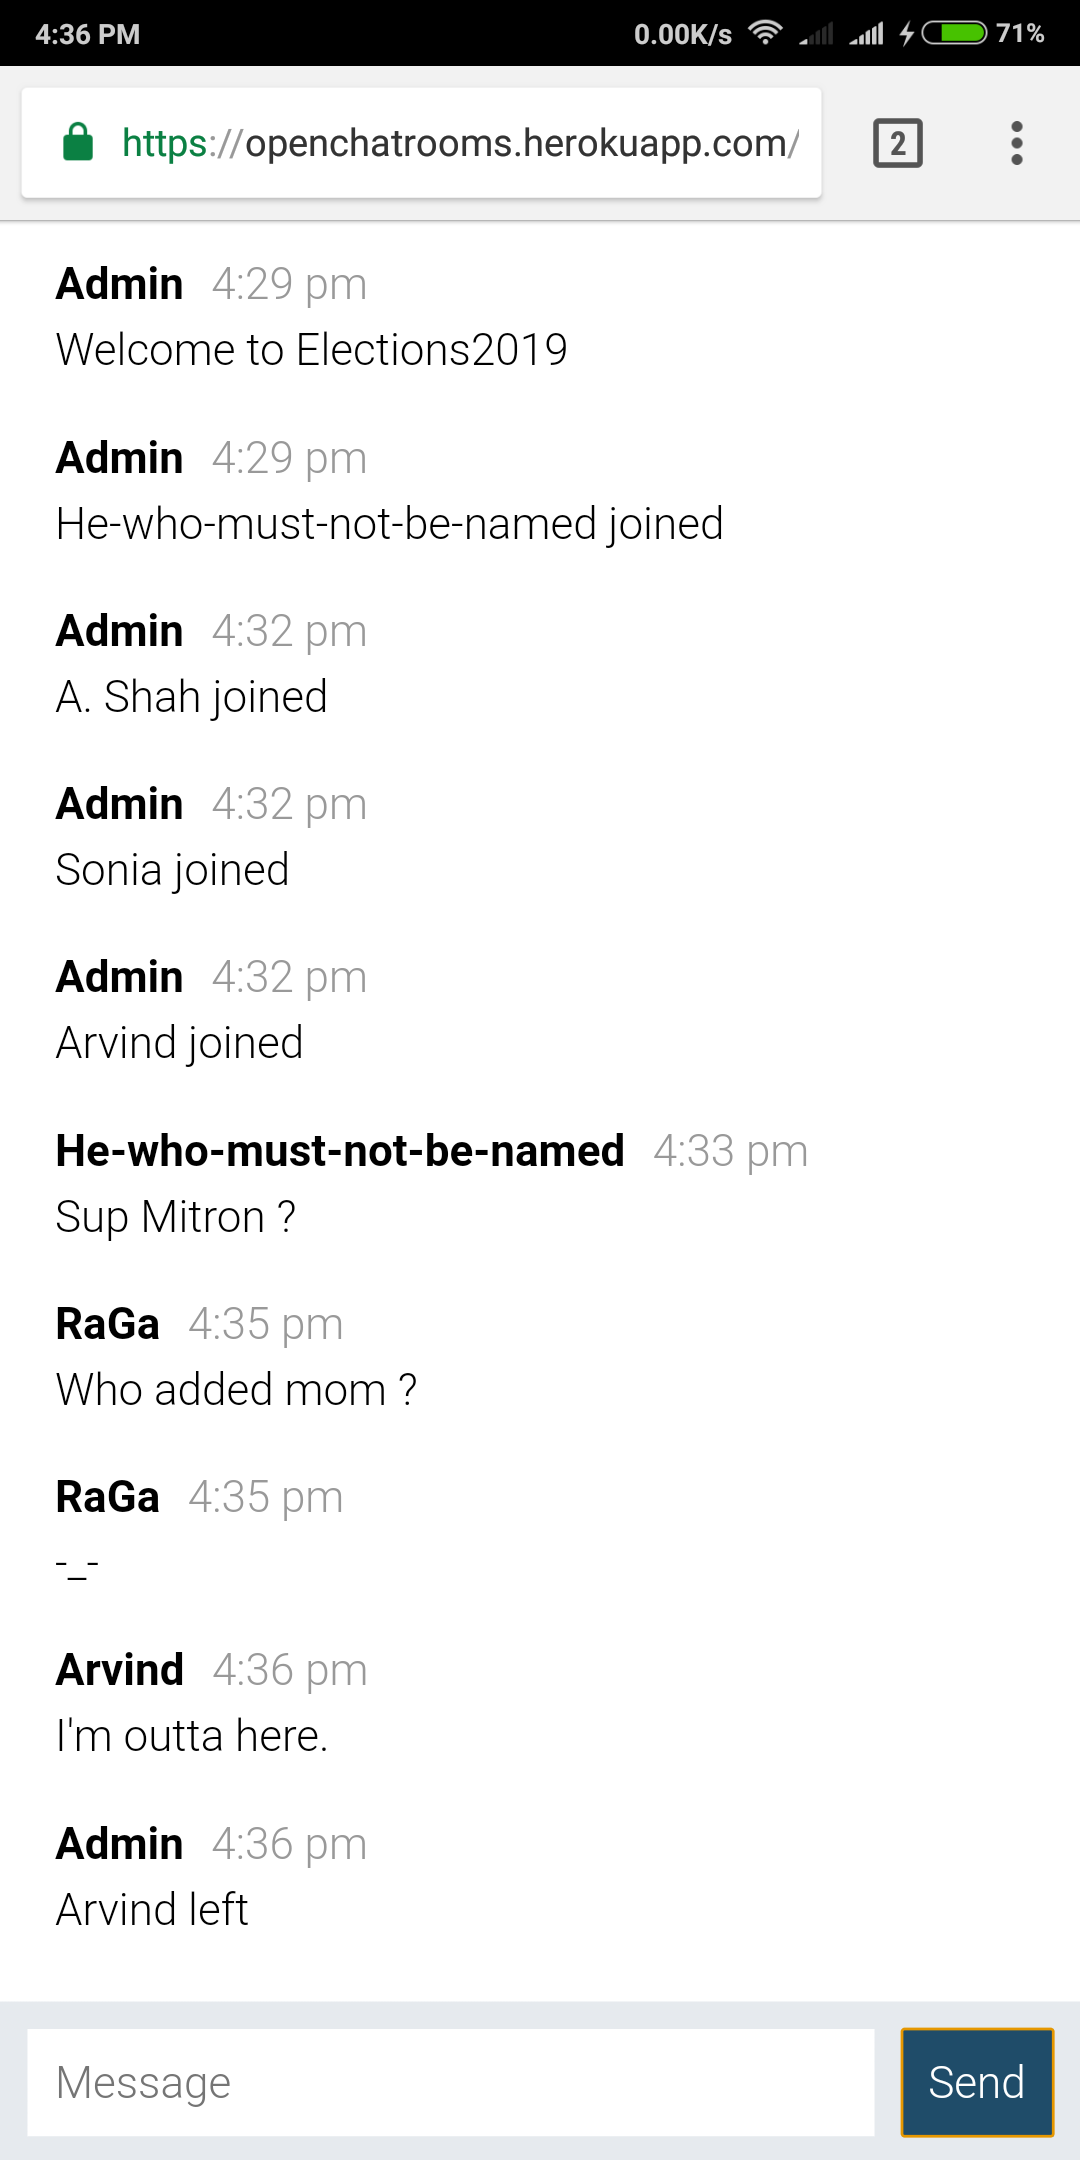 4:36 PM 0.00K/s 71%
https://openchatrooms.herokuapp.com/ 2
Admin 4:29 pm
Welcome to Elections2019
Admin 4:29 pm
He-who-must-not-be-named joined
Admin 4:32 pm
A. Shah joined
Admin 4:32 pm
Sonia joined
Admin 4:32 pm
Arvind joined
He-who-must-not-be-named 4:33 pm
Sup Mitron ?
RaGa 4:35 pm
Who added mom ?
RaGa 4:35 pm
-_-
Arvind 4:36 pm
I'm outta here.
Admin 4:36 pm
Arvind left
Message Send